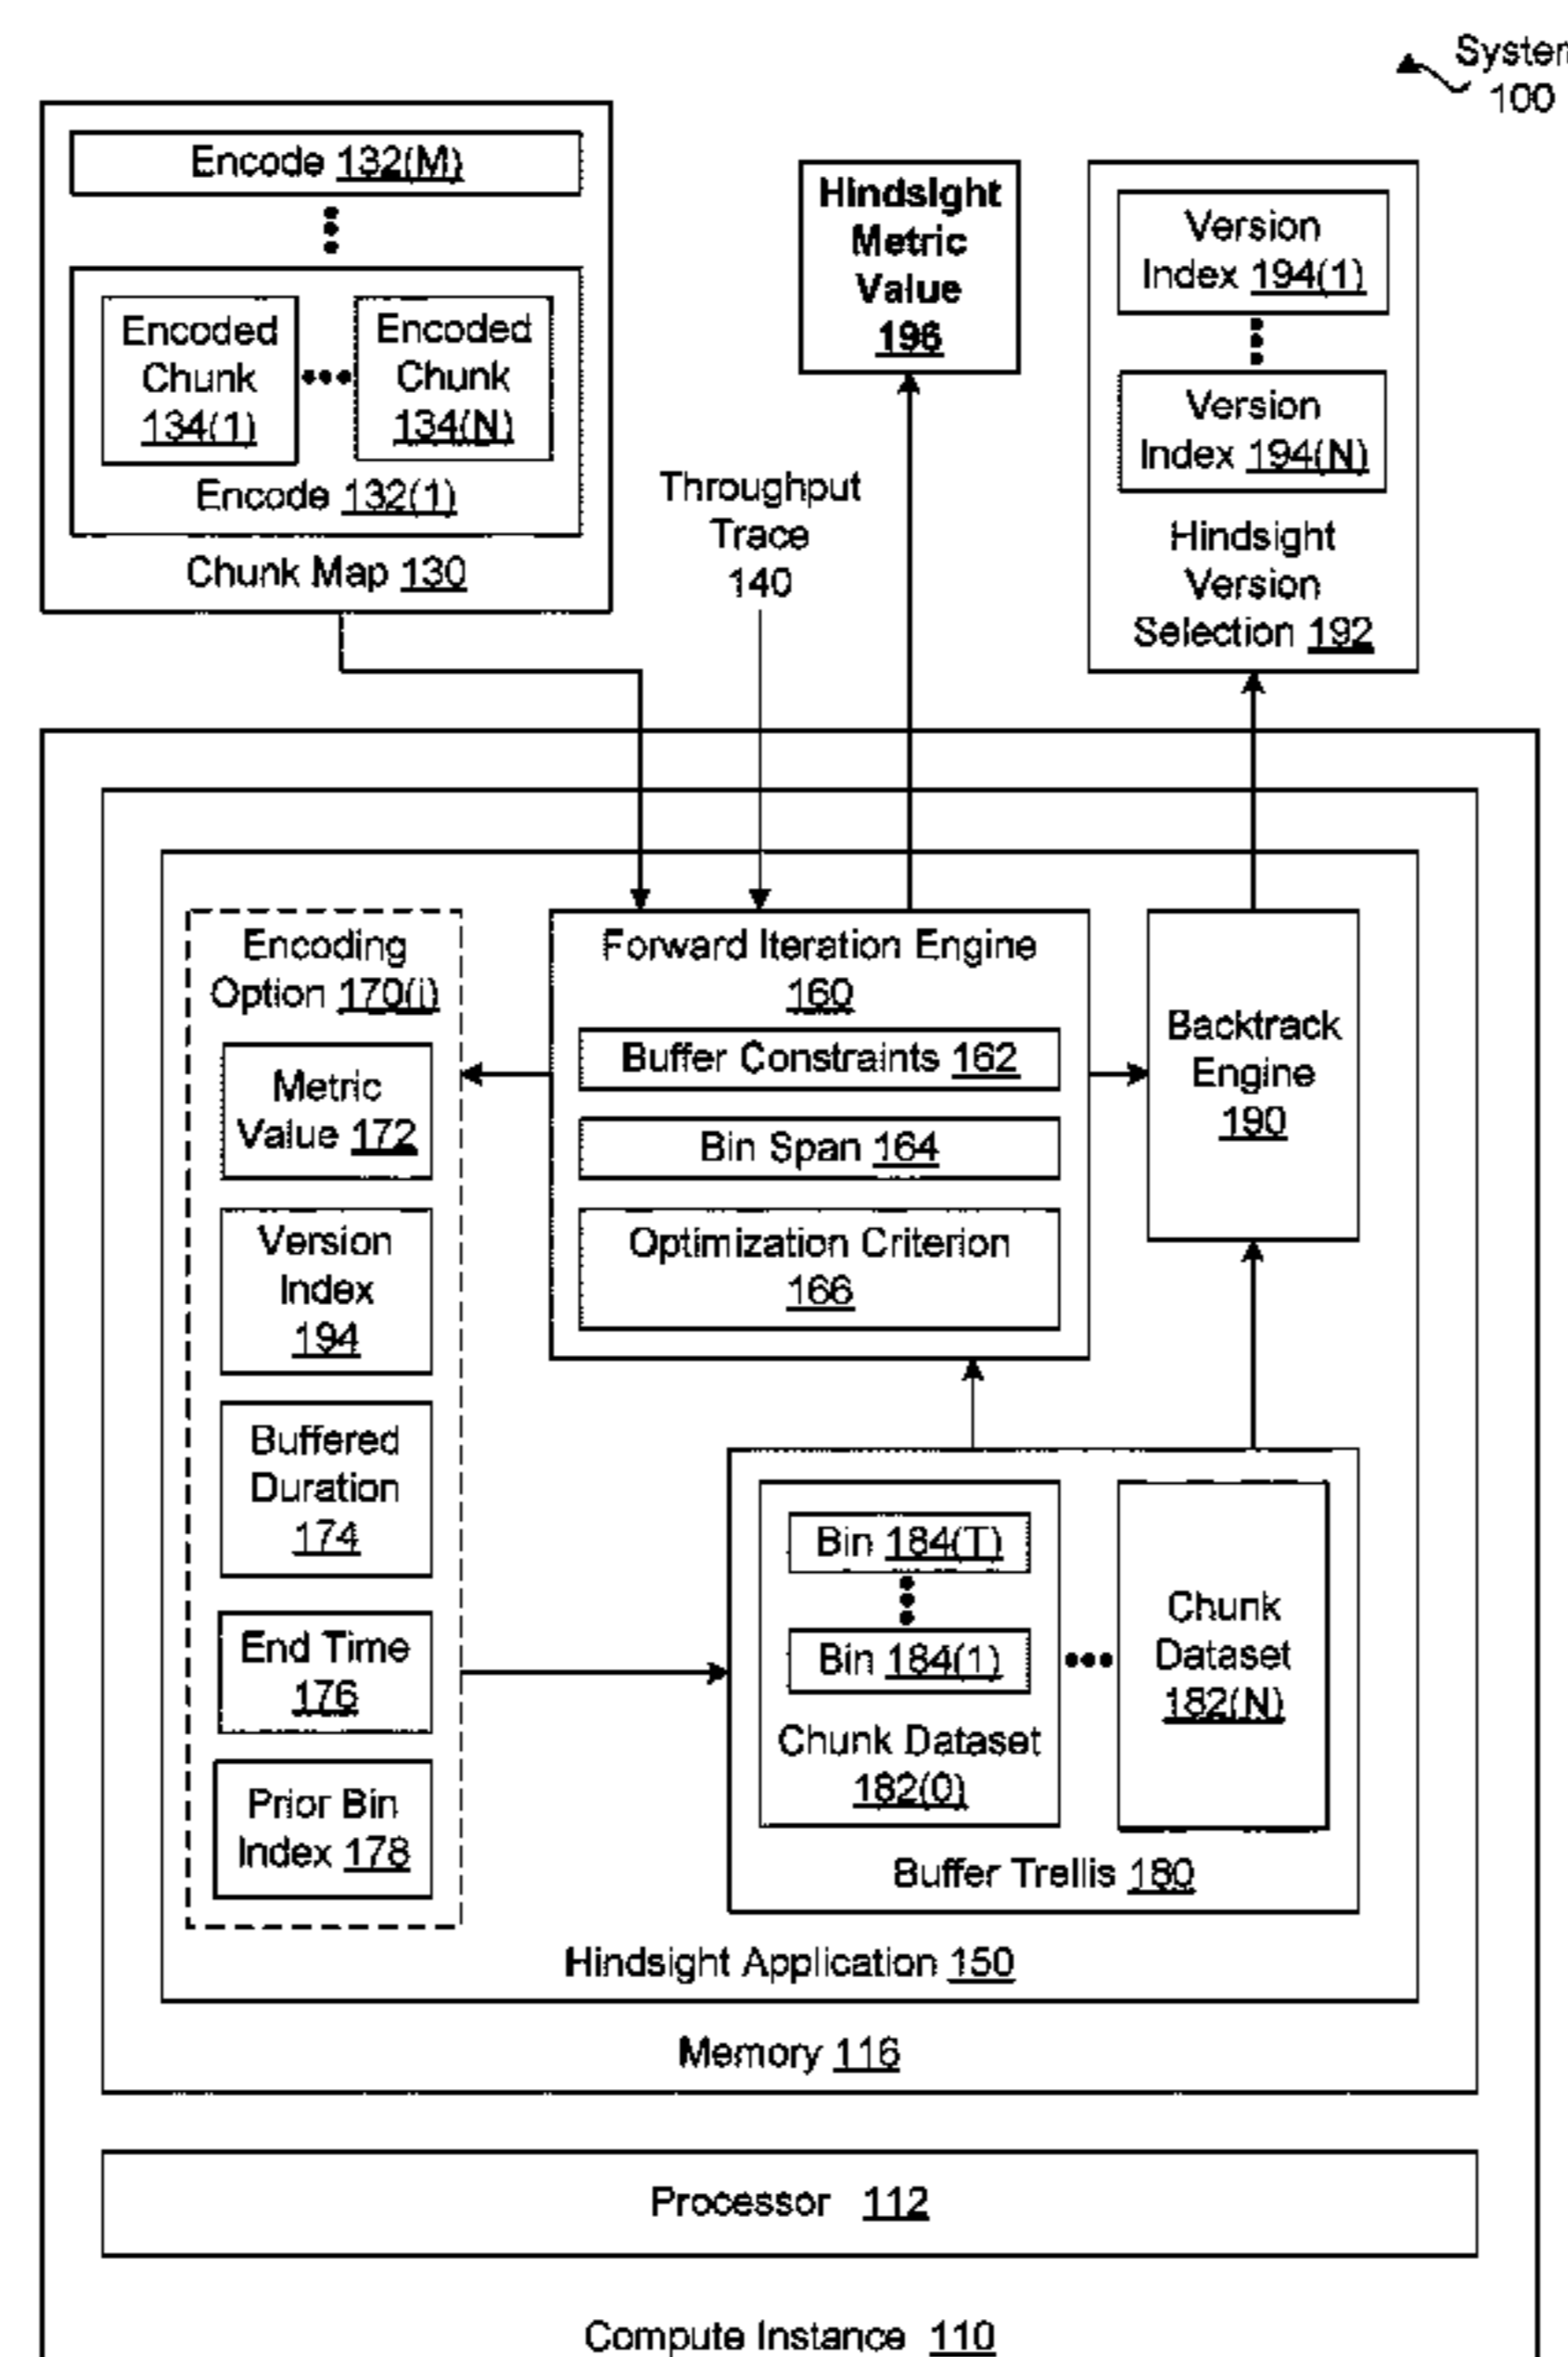 System
100
Encode 132(M)
Encoded
Chunk
134(1)
Encoded
Chunk
134(N)
Encode 132(1)
Chunk Map 130
Throughput
Trace
140
Hindsight
Metric
Value
196
Version
Index 194(1)
Version
Index 194(N)
Hindsight
Version
Selection 192
Encoding
Option 170(i)
Metric
Value 172
Version
Index
194
Buffered
Duration
174
End Time
176
Prior Bin
Index 178
Forward Iteration Engine
160
Buffer Constraints 162
Bin Span 164
Optimization Criterion
166
Backtrack
Engine
190
Bin 184(T)
Bin 184(1)
Chunk Dataset
182(0)
Chunk
Dataset
182(N)
Buffer Trellis 180
Hindsight Application 150
Memory 116
Processor 112
Compute Instance 110